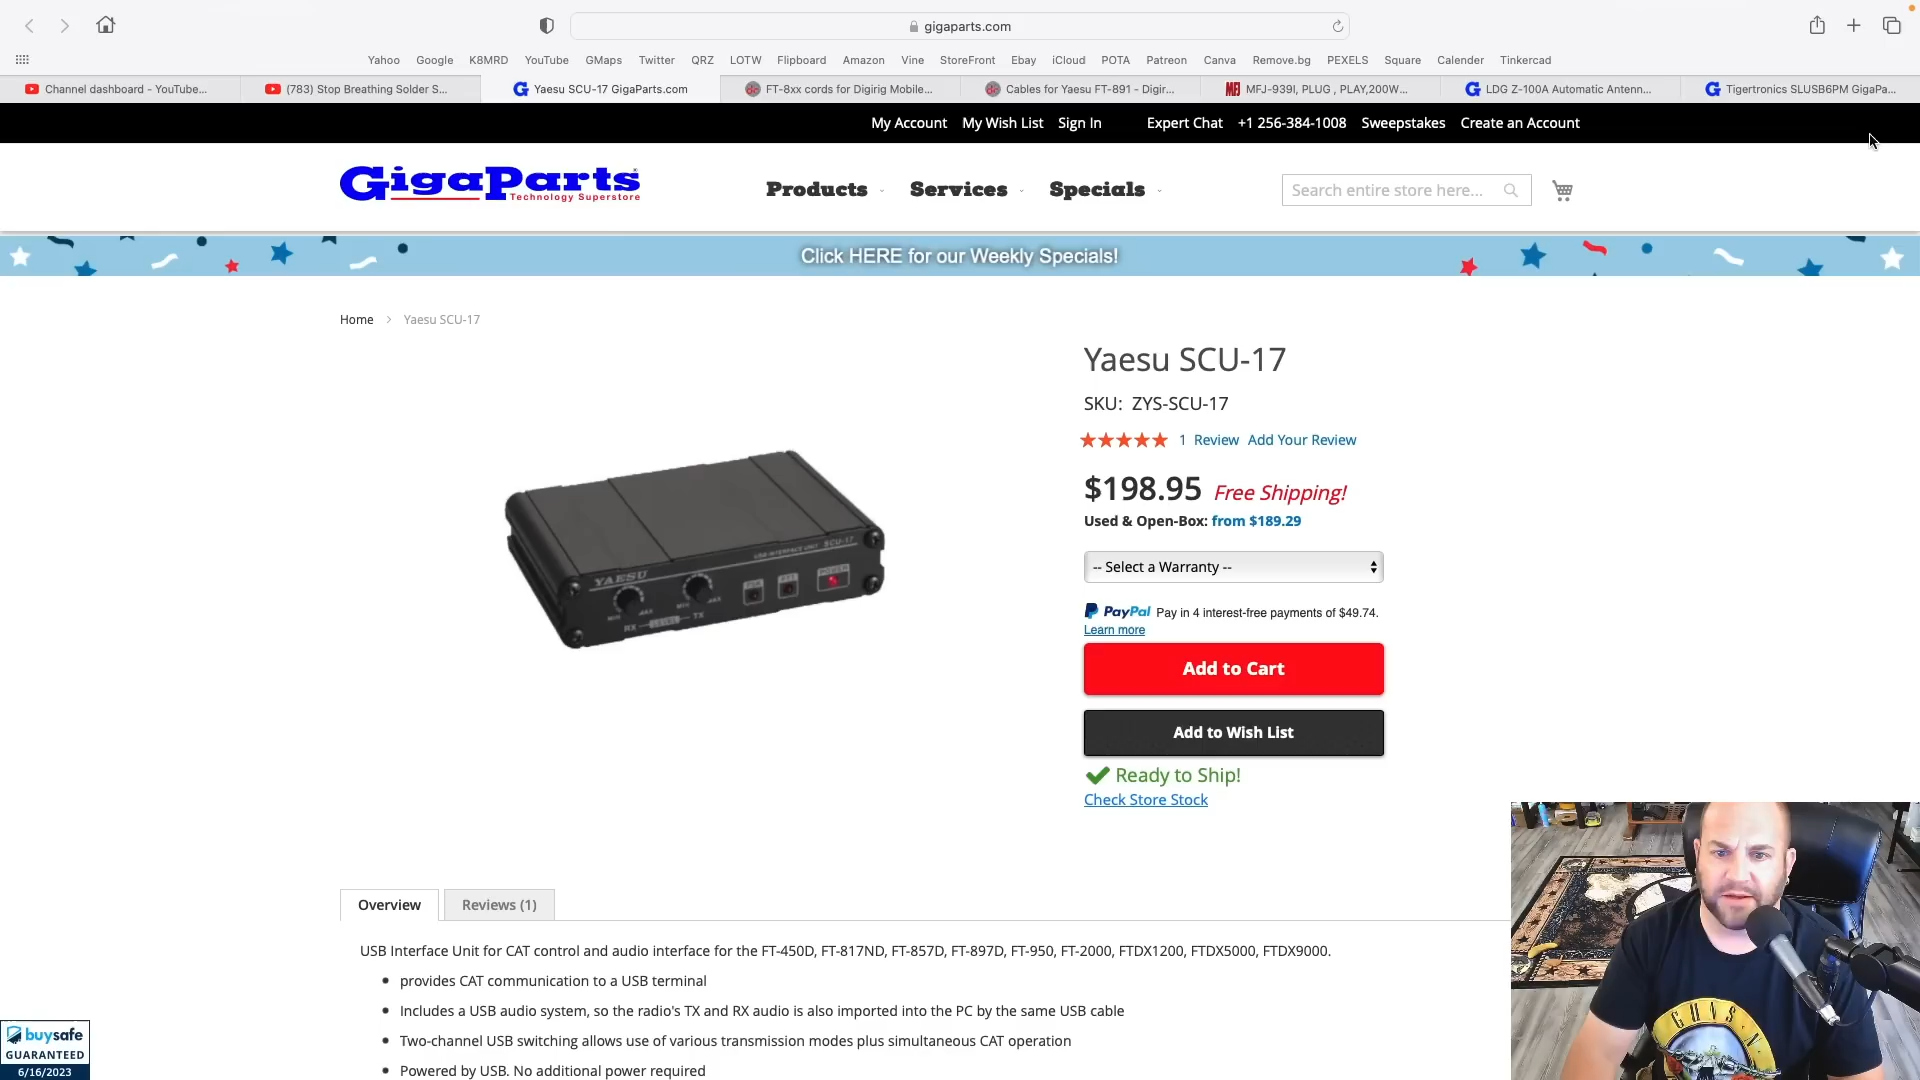 gigaparts.com
Yahoo Google K8MRD YouTube GMaps Twitter QRZ LOTW Flipboard Amazon Vine StoreFront Ebay iCloud POTA Patreon Canva Remove.bg PEXELS Square Calender Tinkercad
Channel dashboard - YouTube... (783) Stop Breathing Solder S... Yaesu SCU-17 GigaParts.com FT-8xx cords for Digirig Mobile... Cables for Yaesu FT-891 - Digir... MFJ MFJ-939I, PLUG , PLAY,200W... LDG Z-100A Automatic Antenn... Tigertronics SLUSB6PM GigaPa...
My Account My Wish List Sign In Expert Chat +1 256-384-1008 Sweepstakes Create an Account
GigaParts
Technology Superstore
Products Services Specials
Search entire store here...
Click HERE for our Weekly Specials!
Home > Yaesu SCU-17
Yaesu SCU-17
SKU: ZYS-SCU-17
1 Review Add Your Review
$198.95 Free Shipping!
Used & Open-Box: from $189.29
-- Select a Warranty --
PayPal Pay in 4 interest-free payments of $49.74.
Learn more
Add to Cart
Add to Wish List
Ready to Ship!
Check Store Stock
YAESU
USB INTERFACE UNIT SCU-17
RX LEVEL TX
POWER
Overview Reviews (1)
USB Interface Unit for CAT control and audio interface for the FT-450D, FT-817ND, FT-857D, FT-897D, FT-950, FT-2000, FTDX1200, FTDX5000, FTDX9000.
• provides CAT communication to a USB terminal
• Includes a USB audio system, so the radio's TX and RX audio is also imported into the PC by the same USB cable
• Two-channel USB switching allows use of various transmission modes plus simultaneous CAT operation
• Powered by USB. No additional power required
buysafe
GUARANTEED
6/16/2023
GUNS N